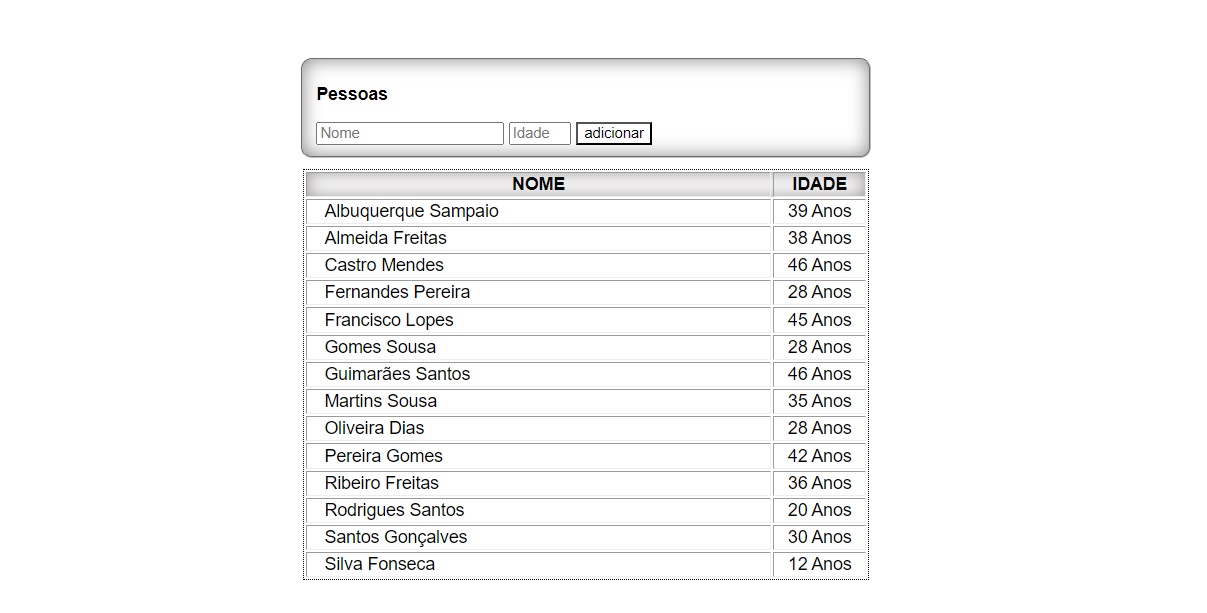 Pessoas
Nome Idade adicionar
NOME IDADE
Albuquerque Sampaio 39 Anos
Almeida Freitas 38 Anos
Castro Mendes 46 Anos
Fernandes Pereira 28 Anos
Francisco Lopes 45 Anos
Gomes Sousa 28 Anos
Guimarães Santos 46 Anos
Martins Sousa 35 Anos
Oliveira Dias 28 Anos
Pereira Gomes 42 Anos
Ribeiro Freitas 36 Anos
Rodrigues Santos 20 Anos
Santos Gonçalves 30 Anos
Silva Fonseca 12 Anos